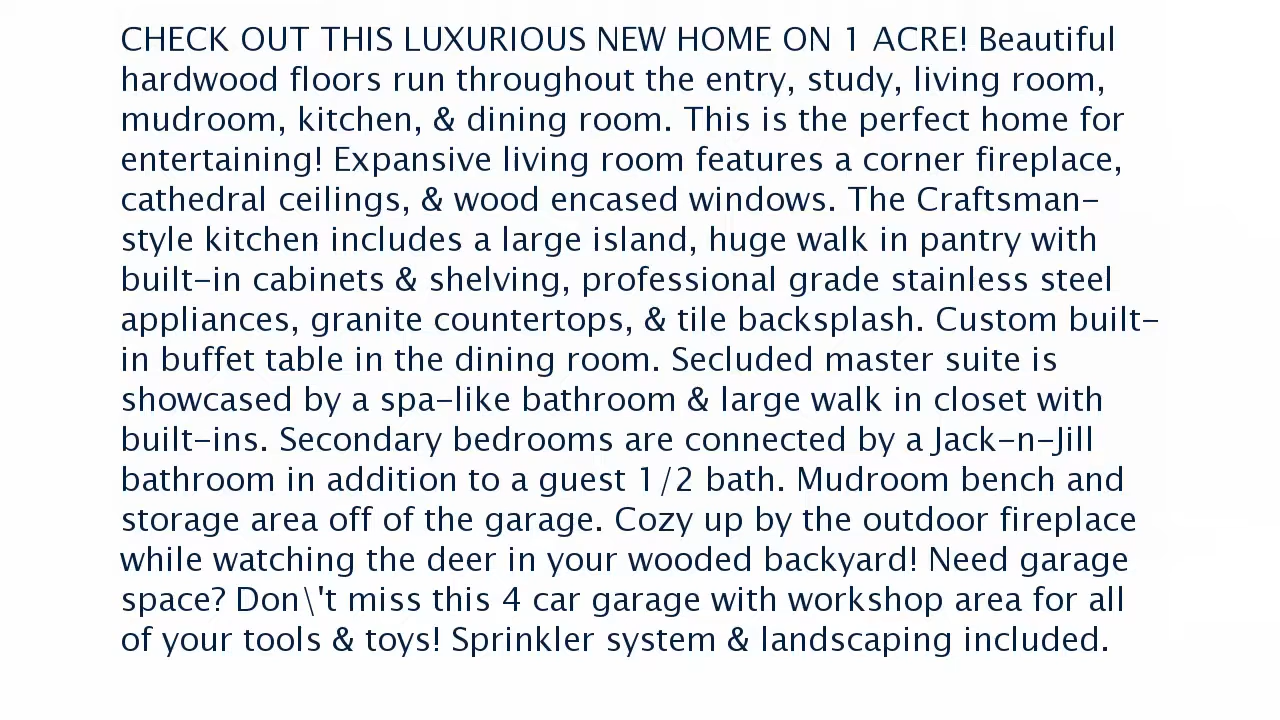 CHECK OUT THIS LUXURIOUS NEW HOME ON 1 ACRE! Beautiful
hardwood floors run throughout the entry, study, living room,
mudroom, kitchen, & dining room. This is the perfect home for
entertaining! Expansive living room features a corner fireplace,
cathedral ceilings, & wood encased windows. The Craftsman-
style kitchen includes a large island, huge walk in pantry with
built-in cabinets & shelving, professional grade stainless steel
appliances, granite countertops, & tile backsplash. Custom built-
in buffet table in the dining room. Secluded master suite is
showcased by a spa-like bathroom & large walk in closet with
built-ins. Secondary bedrooms are connected by a Jack-n-Jill
bathroom in addition to a guest 1/2 bath. Mudroom bench and
storage area off of the garage. Cozy up by the outdoor fireplace
while watching the deer in your wooded backyard! Need garage
space? Don\'t miss this 4 car garage with workshop area for all
of your tools & toys! Sprinkler system & landscaping included.